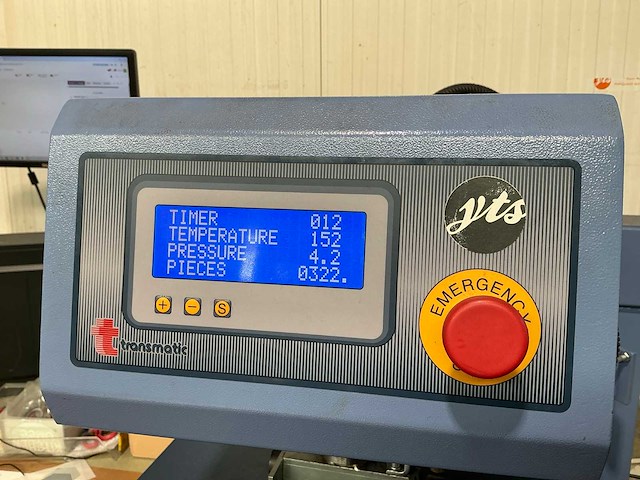 TIMER 012
TEMPERATURE 152
PRESSURE 4.2
PIECES 0322.
yts
EMERGENCY
+ − S
t transmatic